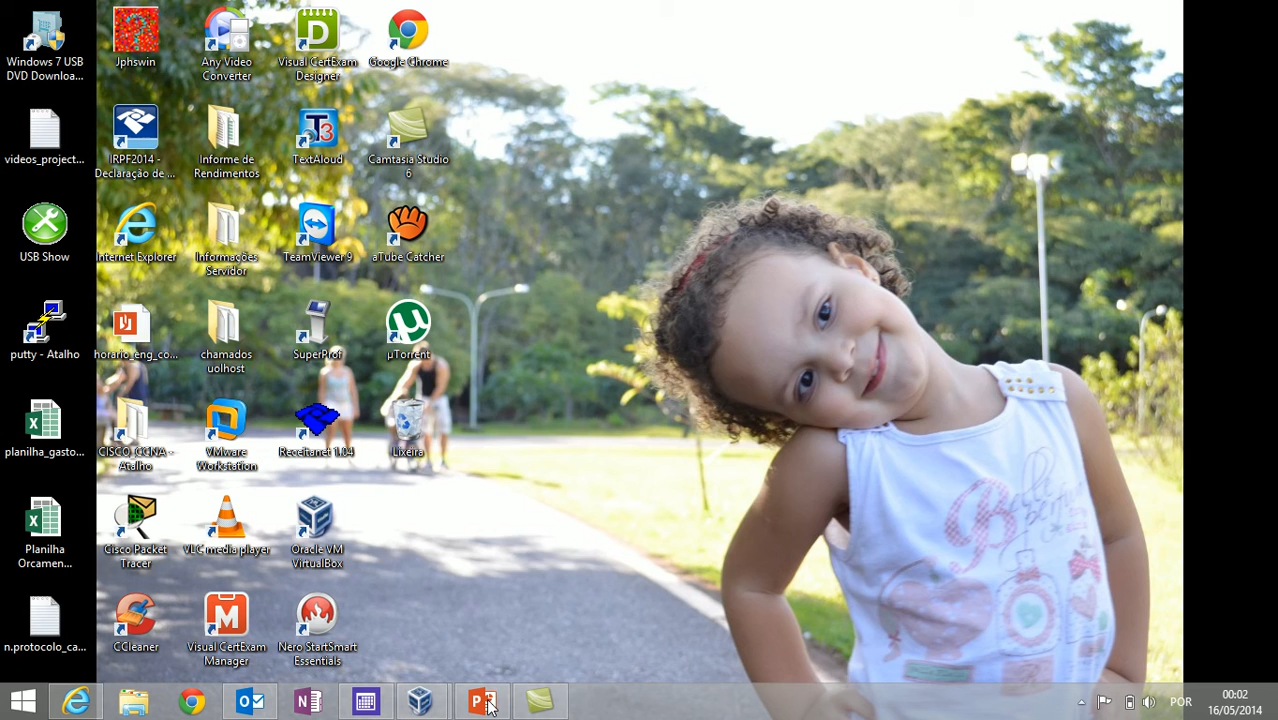 Windows 7 USB
DVD Downloa...
Jphswin
Any Video
Converter
Visual CertExam
Designer
Google Chrome
videos_project...
IRPF2014 -
Declaração de ...
Informe de
Rendimentos
TextAloud
Camtasia Studio
6
USB Show
Internet Explorer
Informações
Servidor
TeamViewer 9
aTube Catcher
putty - Atalho
horario_eng_co...
chamados
uolhost
SuperProf
µTorrent
planilha_gasto...
CISCO_CCNA -
Atalho
VMware
Workstation
Receitanet 1.04
Lixeira
Planilha
Orcamen...
Cisco Packet
Tracer
VLC media player
Oracle VM
VirtualBox
n.protocolo_ca...
CCleaner
Visual CertExam
Manager
Nero StartSmart
Essentials
POR
00:02
16/05/2014